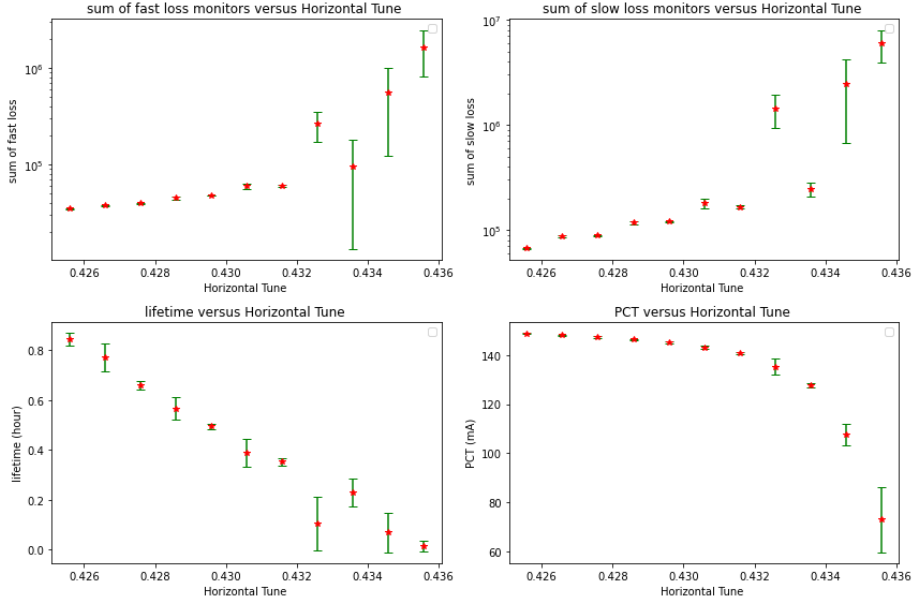 sum of fast loss monitors versus Horizontal Tune
sum of fast loss
10^6
10^5
0.426 0.428 0.430 0.432 0.434 0.436
Horizontal Tune
sum of slow loss monitors versus Horizontal Tune
sum of slow loss
10^7
10^6
10^5
0.426 0.428 0.430 0.432 0.434 0.436
Horizontal Tune
lifetime versus Horizontal Tune
lifetime (hour)
0.8
0.6
0.4
0.2
0.0
0.426 0.428 0.430 0.432 0.434 0.436
Horizontal Tune
PCT versus Horizontal Tune
PCT (mA)
140
120
100
80
60
0.426 0.428 0.430 0.432 0.434 0.436
Horizontal Tune